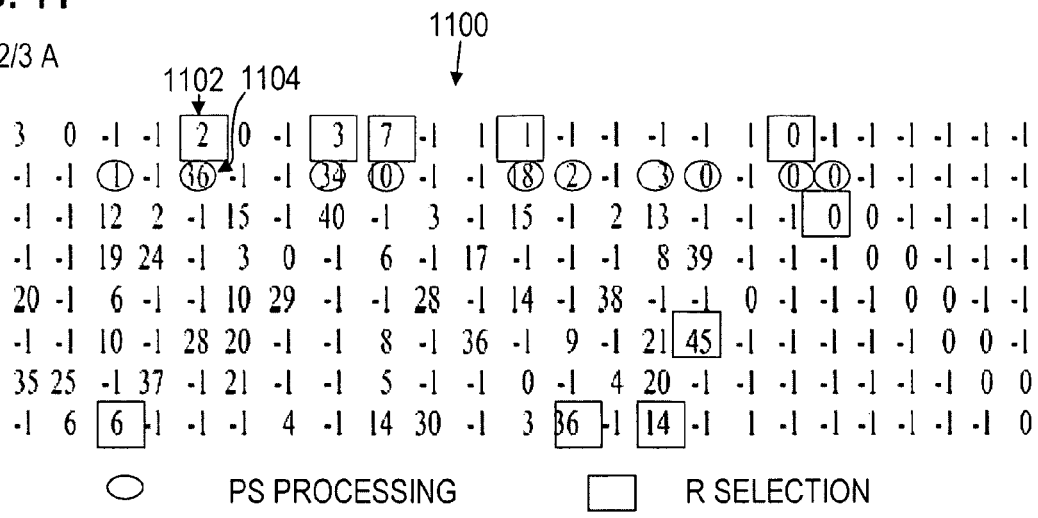 1100
2/3 A
1102 1104
3 0 -1 -1 2 0 -1 3 7 -1 1 1 -1 -1 -1 -1 1 0 -1 -1 -1 -1 -1 -1
-1 -1 1 -1 36 -1 -1 34 10 -1 -1 18 2 -1 3 0 -1 0 0 -1 -1 -1 -1 -1
-1 -1 12 2 -1 15 -1 40 -1 3 -1 15 -1 2 13 -1 -1 -1 0 0 -1 -1 -1 -1
-1 -1 19 24 -1 3 0 -1 6 -1 17 -1 -1 -1 8 39 -1 -1 -1 0 0 -1 -1 -1
20 -1 6 -1 -1 10 29 -1 -1 28 -1 14 -1 38 -1 -1 0 -1 -1 -1 0 0 -1 -1
-1 -1 10 -1 28 20 -1 -1 8 -1 36 -1 9 -1 21 45 -1 -1 -1 -1 -1 0 0 -1
35 25 -1 37 -1 21 -1 -1 5 -1 -1 0 -1 4 20 -1 -1 -1 -1 -1 -1 -1 0 0
-1 6 6 -1 -1 -1 4 -1 14 30 -1 3 36 -1 14 -1 1 -1 -1 -1 -1 -1 -1 0
PS PROCESSING R SELECTION